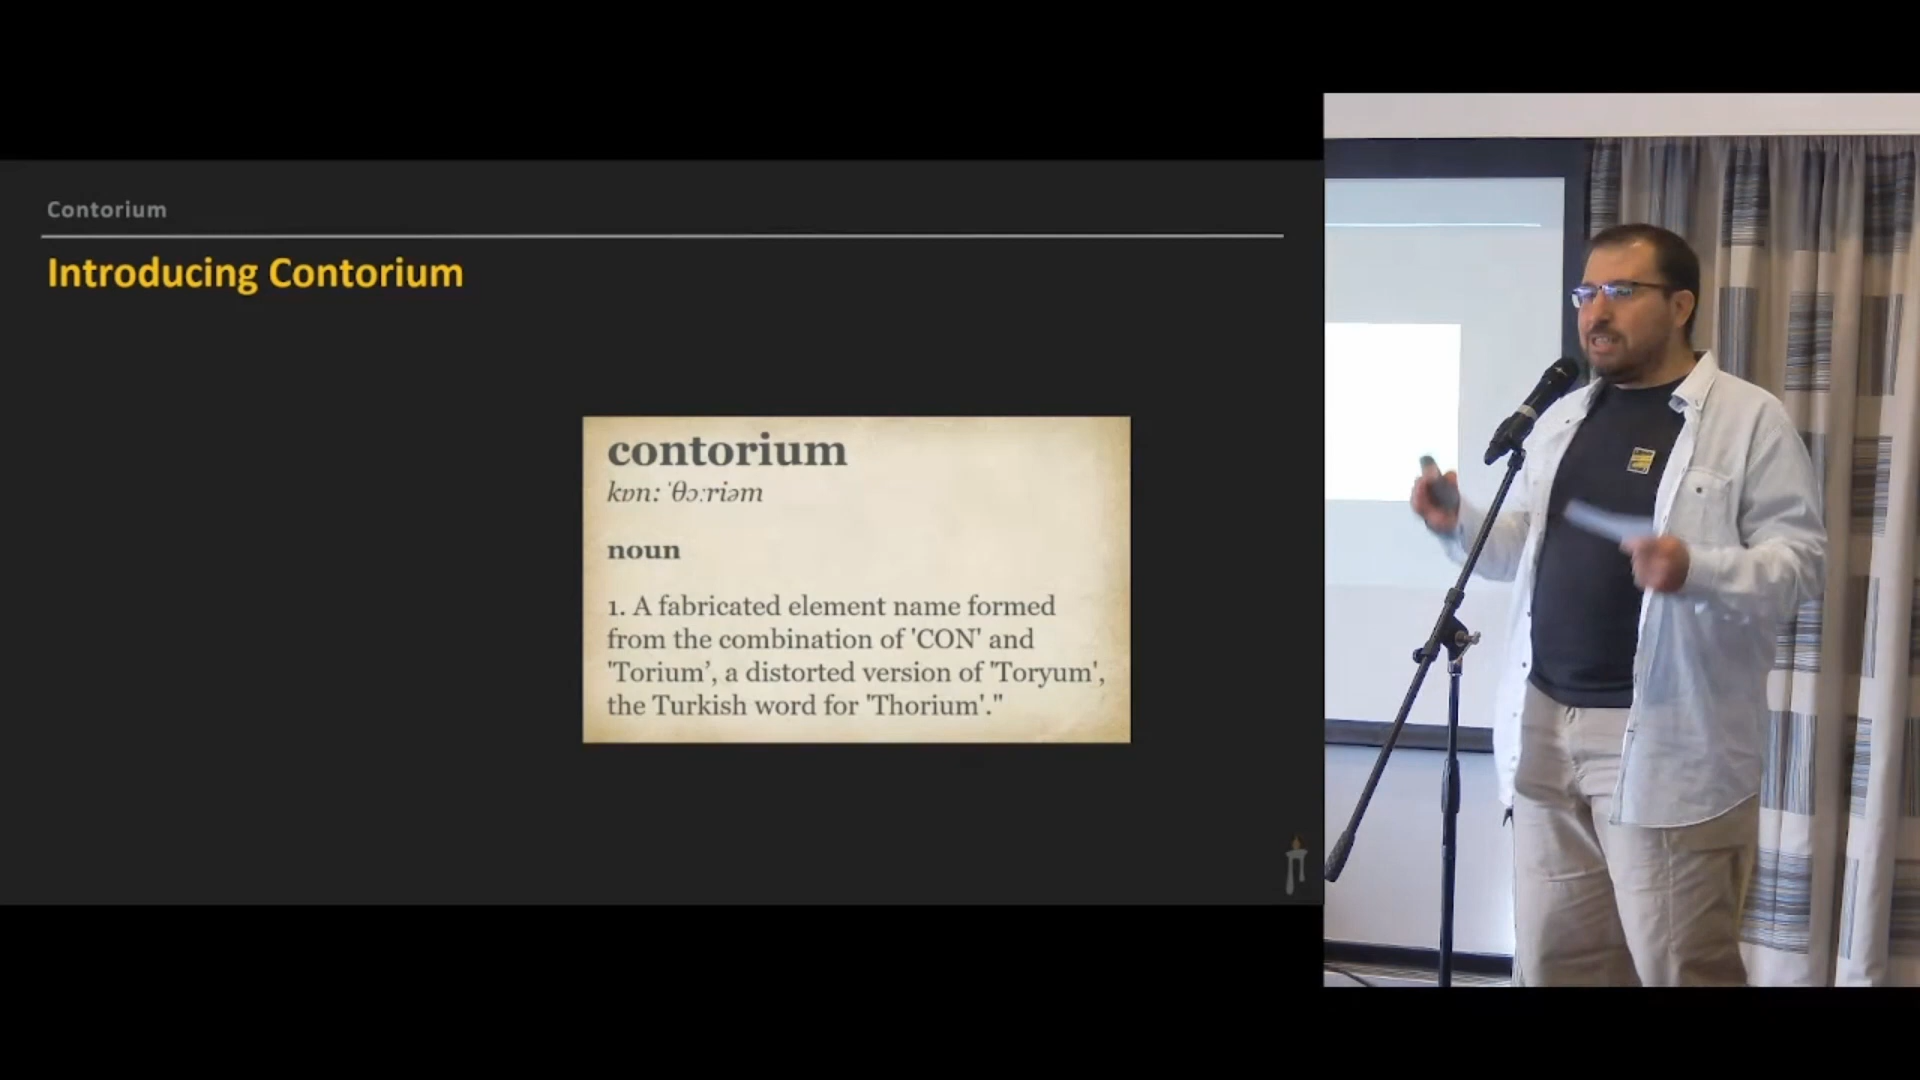 Contorium
Introducing Contorium
contorium
kɒn: ˈθɔːriəm
noun
1. A fabricated element name formed
from the combination of 'CON' and
'Torium’, a distorted version of 'Toryum',
the Turkish word for 'Thorium'."